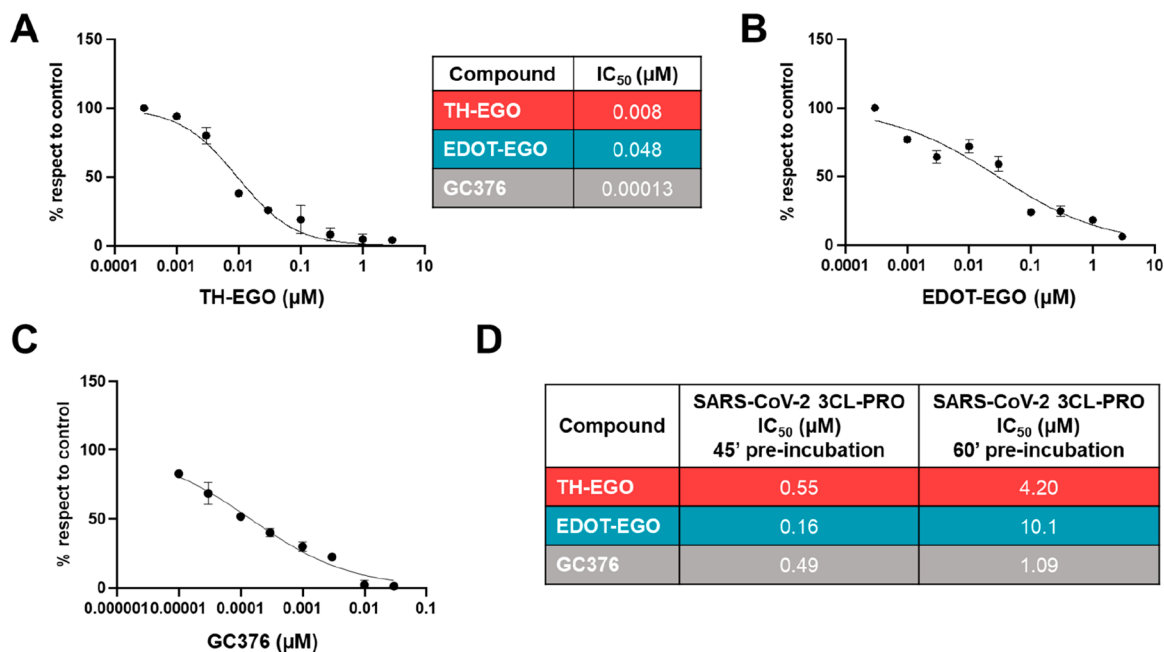 A
150
100
50
0
% respect to control
0.0001 0.001 0.01 0.1 1 10
TH-EGO (µM)
Compound IC50 (µM)
TH-EGO 0.008
EDOT-EGO 0.048
GC376 0.00013
B
150
100
50
0
% respect to control
0.0001 0.001 0.01 0.1 1 10
EDOT-EGO (µM)
C
150
100
50
0
% respect to control
0.000001 0.00001 0.0001 0.001 0.01 0.1
GC376 (µM)
D
Compound
SARS-CoV-2 3CL-PRO
IC50 (µM)
45’ pre-incubation
SARS-CoV-2 3CL-PRO
IC50 (µM)
60’ pre-incubation
TH-EGO 0.55 4.20
EDOT-EGO 0.16 10.1
GC376 0.49 1.09